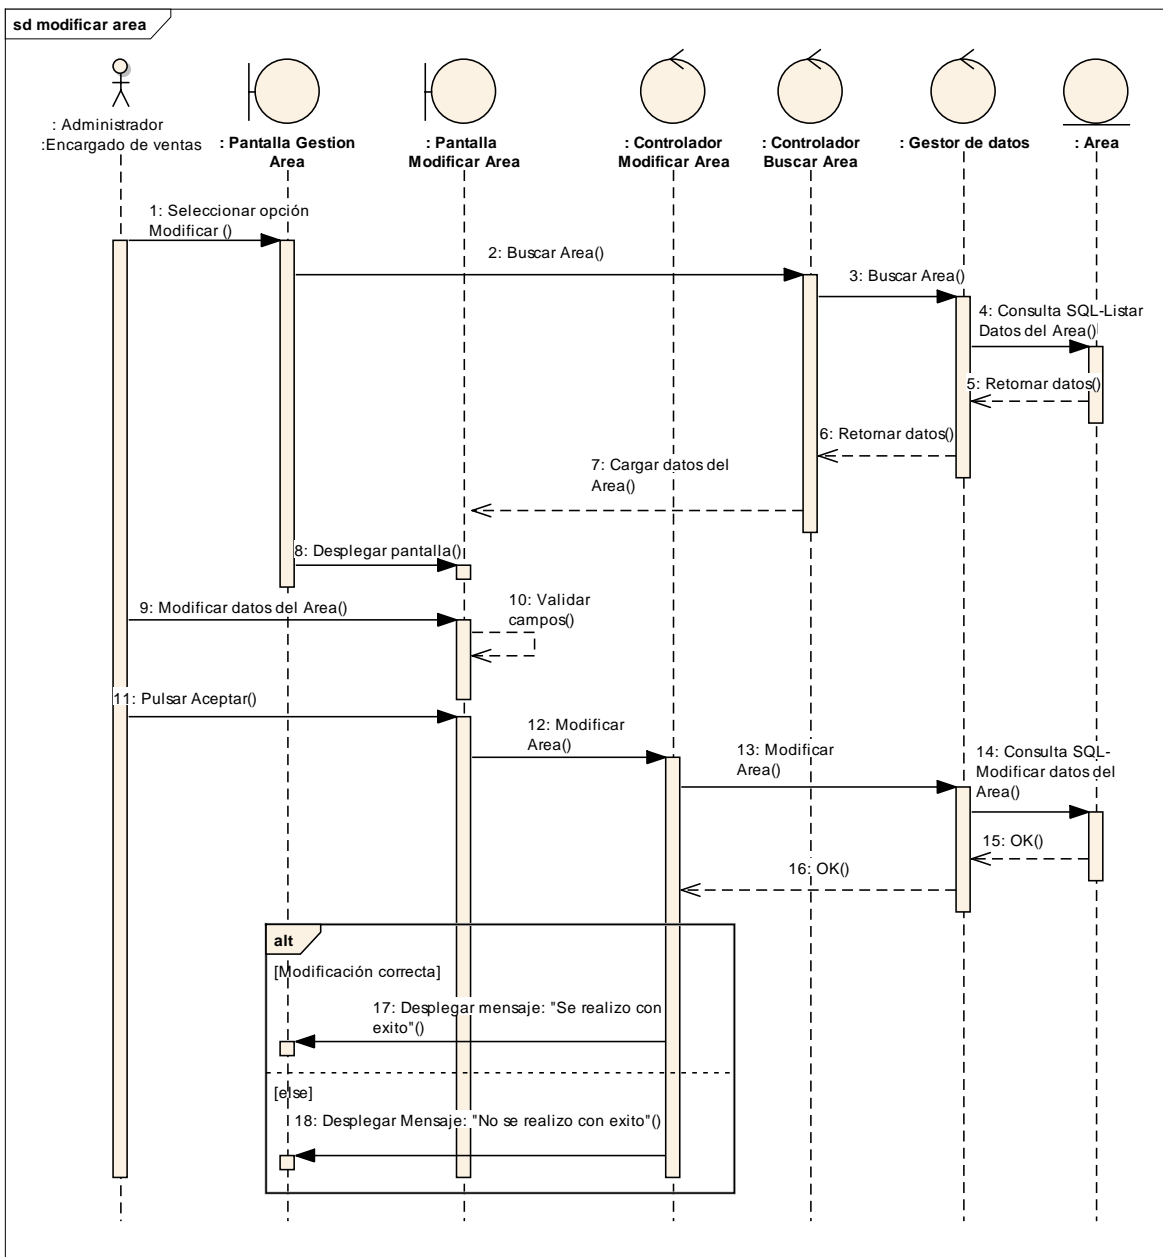 sd modificar area
: Administrador
:Encargado de ventas
: Pantalla Gestion
Area
: Pantalla
Modificar Area
: Controlador
Modificar Area
: Controlador
Buscar Area
: Gestor de datos
: Area
1: Seleccionar opción
Modificar ()
2: Buscar Area()
3: Buscar Area()
4: Consulta SQL-Listar
Datos del Area()
5: Retornar datos()
6: Retornar datos()
7: Cargar datos del
Area()
8: Desplegar pantalla()
9: Modificar datos del Area()
10: Validar
campos()
11: Pulsar Aceptar()
12: Modificar
Area()
13: Modificar
Area()
14: Consulta SQL-
Modificar datos del
Area()
15: OK()
16: OK()
alt
[Modificación correcta]
17: Desplegar mensaje: "Se realizo con
exito"()
[else]
18: Desplegar Mensaje: "No se realizo con exito"()